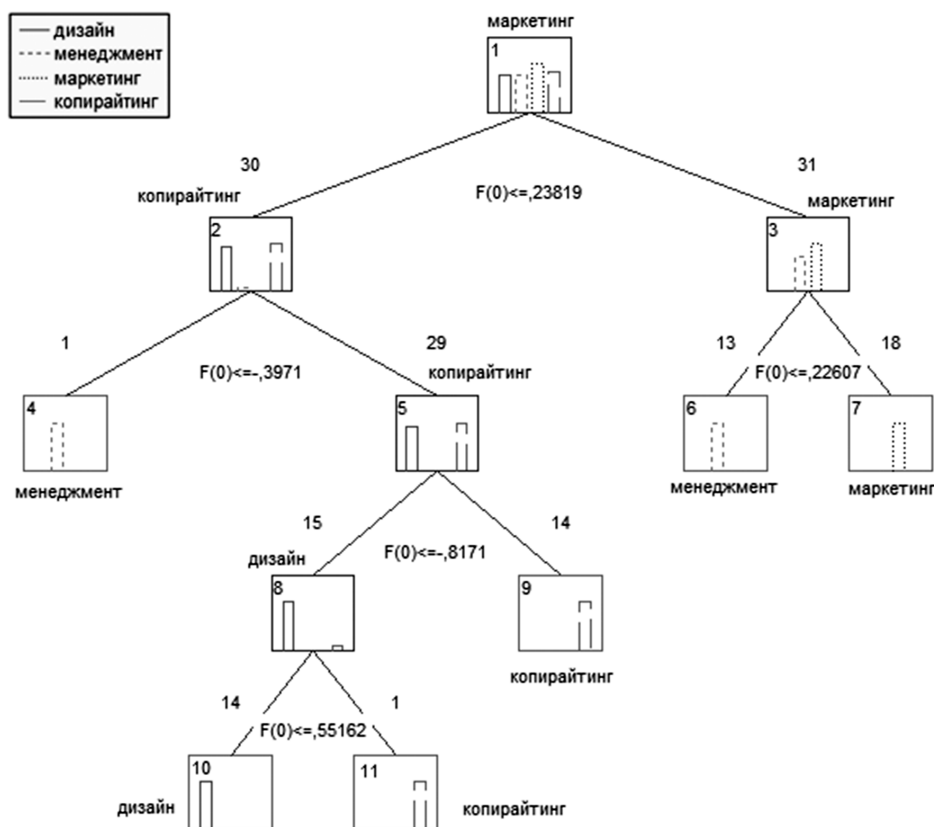 дизайн
менеджмент
маркетинг
копирайтинг
маркетинг
1
30
31
F(0)<=,23819
копирайтинг
маркетинг
2
3
1
29
13
18
F(0)<=-,3971
копирайтинг
F(0)<=,22607
4
5
6
7
менеджмент
менеджмент
маркетинг
15
14
дизайн
F(0)<=-,8171
8
9
копирайтинг
14
1
F(0)<=,55162
10
11
дизайн
копирайтинг